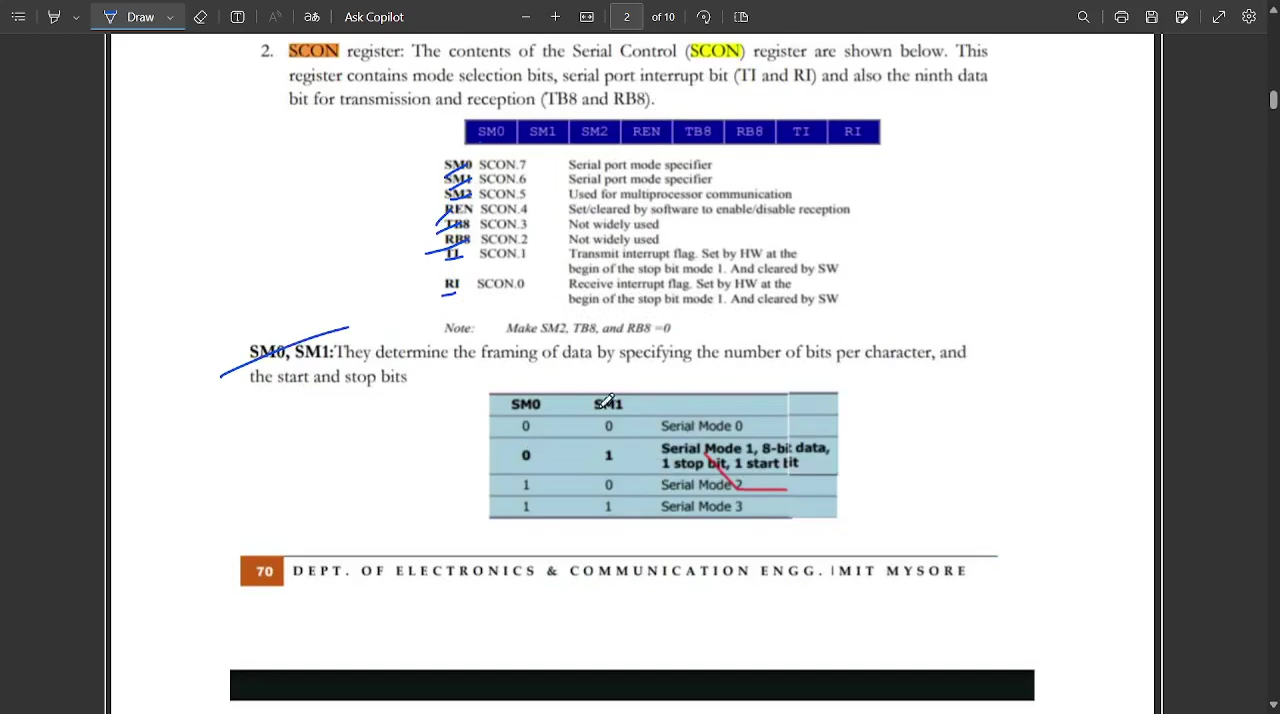 Draw
Ask Copilot
2 of 10
2. SCON register: The contents of the Serial Control (SCON) register are shown below. This
register contains mode selection bits, serial port interrupt bit (TI and RI) and also the ninth data
bit for transmission and reception (TB8 and RB8).
SM0 SM1 SM2 REN TB8 RB8 TI RI
SM0 SCON.7 Serial port mode specifier
SM1 SCON.6 Serial port mode specifier
SM2 SCON.5 Used for multiprocessor communication
REN SCON.4 Set/cleared by software to enable/disable reception
TB8 SCON.3 Not widely used
RB8 SCON.2 Not widely used
TI SCON.1 Transmit interrupt flag. Set by HW at the
begin of the stop bit mode 1. And cleared by SW
RI SCON.0 Receive interrupt flag. Set by HW at the
begin of the stop bit mode 1. And cleared by SW
Note: Make SM2, TB8, and RB8 =0
SM0, SM1:They determine the framing of data by specifying the number of bits per character, and
the start and stop bits
SM0 SM1
0 0 Serial Mode 0
0 1 Serial Mode 1, 8-bit data,
1 stop bit, 1 start bit
1 0 Serial Mode 2
1 1 Serial Mode 3
70 DEPT. OF ELECTRONICS & COMMUNICATION ENGG. |MIT MYSORE